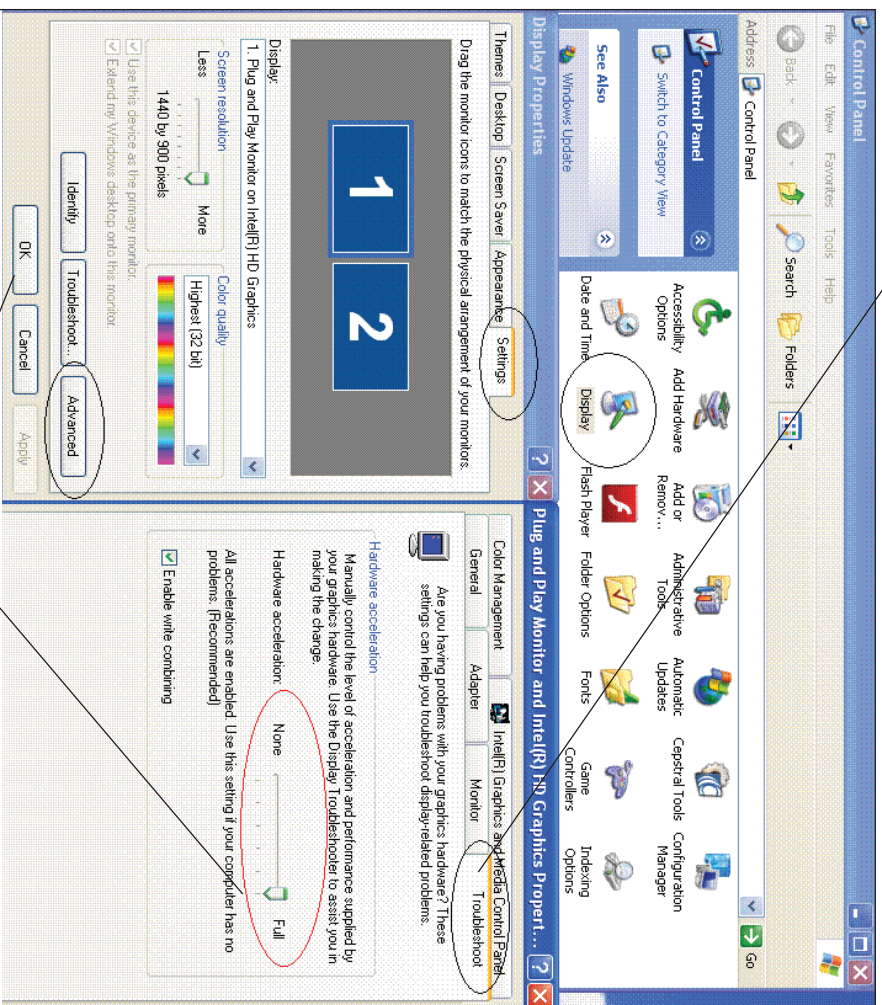 Control Panel
File Edit View Favorites Tools Help
Back Search Folders
Address Control Panel Go
Control Panel
Switch to Category View
See Also
Windows Update
Accessibility Options
Add Hardware
Add or Remov...
Administrative Tools
Automatic Updates
Cepstral Tools
Configuration Manager
Date and Time
Display
Flash Player
Folder Options
Fonts
Game Controllers
Indexing Options
Display Properties
Themes Desktop Screen Saver Appearance Settings
Drag the monitor icons to match the physical arrangement of your monitors.
1 2
Display:
1. Plug and Play Monitor on Intel(R) HD Graphics
Screen resolution
Less More
1440 by 900 pixels
Color quality
Highest (32 bit)
Use this device as the primary monitor.
Extend my Windows desktop onto this monitor
Identify Troubleshoot... Advanced
OK Cancel Apply
Plug and Play Monitor and Intel(R) HD Graphics Propert...
Color Management Intel(R) Graphics and Media Control Panel
General Adapter Monitor Troubleshoot
Are you having problems with your graphics hardware? These
settings can help you troubleshoot display-related problems.
Hardware acceleration
Manually control the level of acceleration and performance supplied by
your graphics hardware. Use the Display Troubleshooter to assist you in
making the change.
Hardware acceleration: None Full
All accelerations are enabled. Use this setting if your computer has no
problems. (Recommended)
Enable write combining